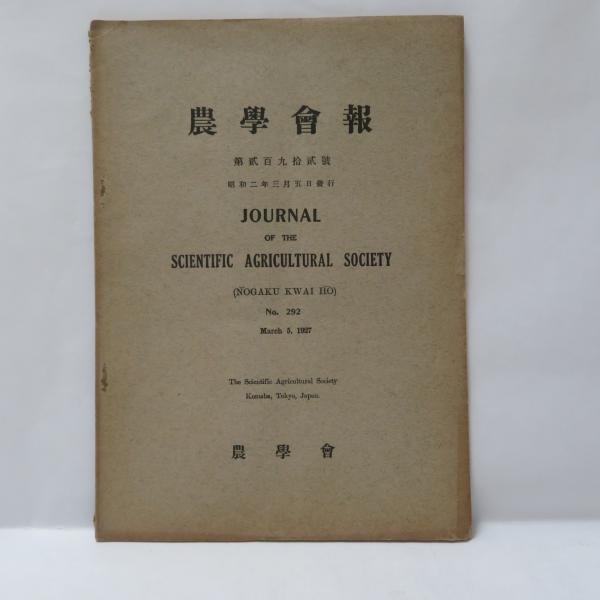 農學會報
第貳百九拾貳號
昭和二年三月五日發行
JOURNAL
OF THE
SCIENTIFIC AGRICULTURAL SOCIETY
(NOGAKU KWAI HO)
No. 292
March 5, 1927
The Scientific Agricultural Society
Komaba, Tokyo, Japan.
農學會